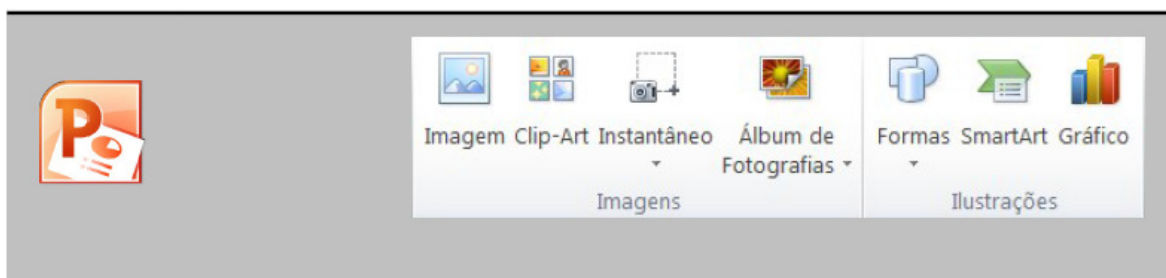 P
Imagem Clip-Art Instantâneo Álbum de Fotografias Formas SmartArt Gráfico
Imagens Ilustrações